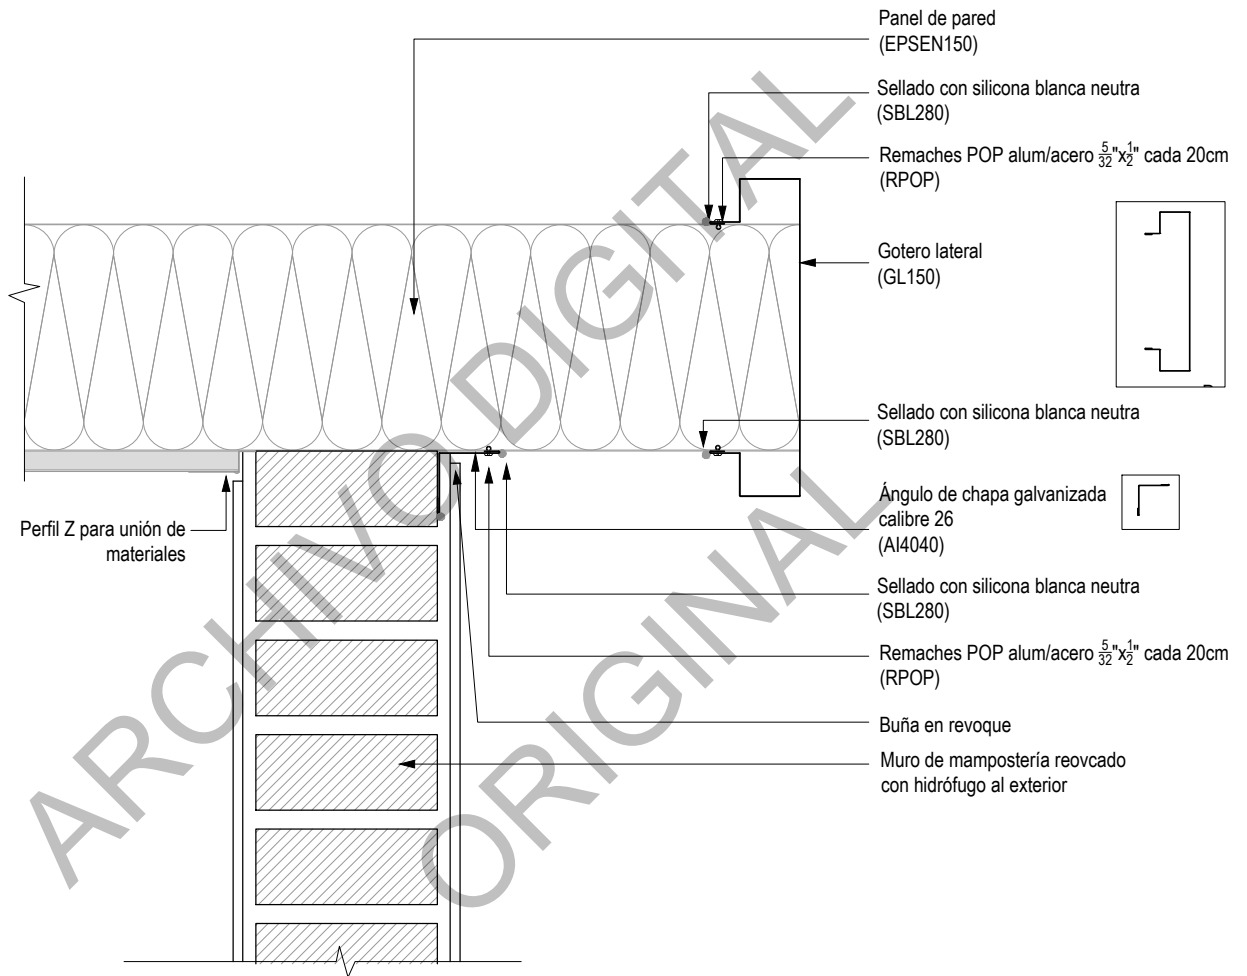 Panel de pared
(EPSEN150)
Sellado con silicona blanca neutra
(SBL280)
Remaches POP alum/acero 5/32"x1/2" cada 20cm
(RPOP)
Gotero lateral
(GL150)
Sellado con silicona blanca neutra
(SBL280)
Ángulo de chapa galvanizada
calibre 26
(AI4040)
Perfil Z para unión de
materiales
Sellado con silicona blanca neutra
(SBL280)
Remaches POP alum/acero 5/32"x1/2" cada 20cm
(RPOP)
Buña en revoque
Muro de mampostería reovcado
con hidrófugo al exterior
ARCHIVO DIGITAL
ORIGINAL